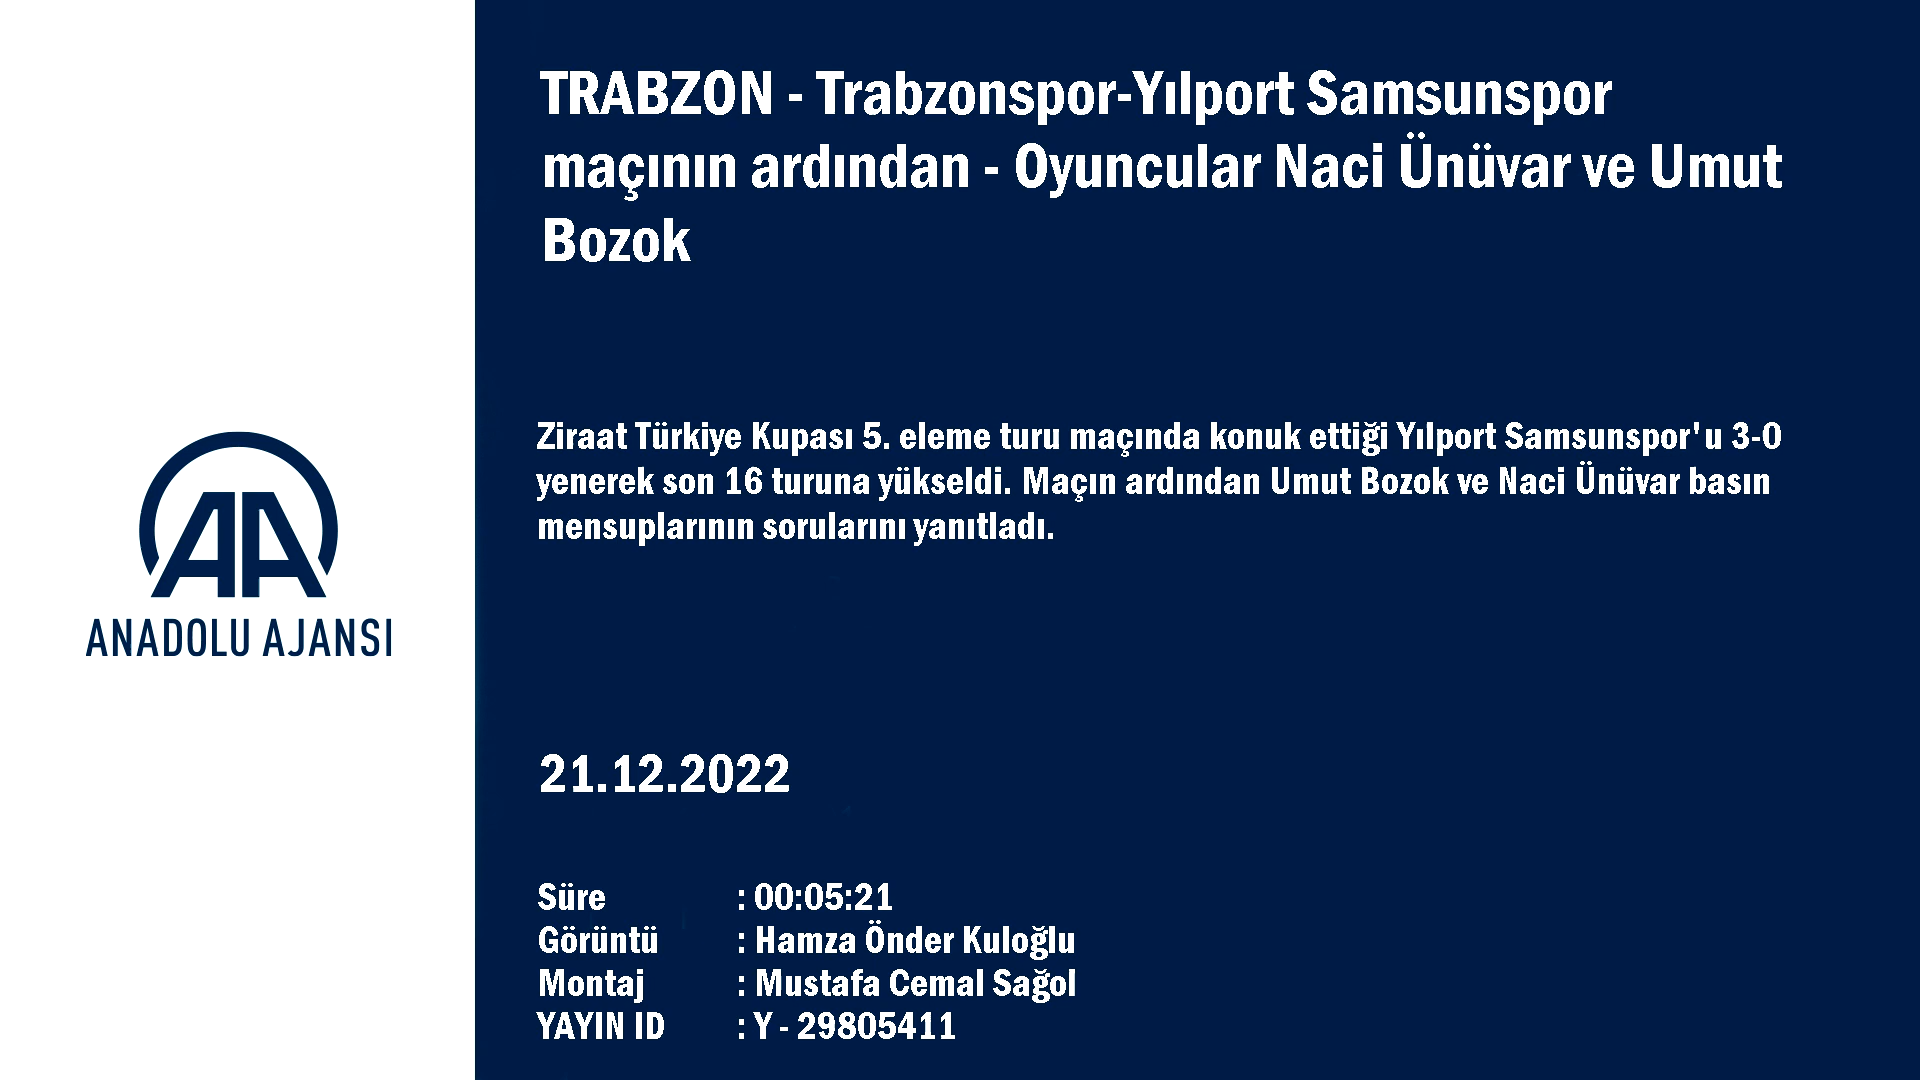 TRABZON - Trabzonspor-Yılport Samsunspor
maçının ardından - Oyuncular Naci Ünüvar ve Umut
Bozok
Ziraat Türkiye Kupası 5. eleme turu maçında konuk ettiği Yılport Samsunspor'u 3-0
yenerek son 16 turuna yükseldi. Maçın ardından Umut Bozok ve Naci Ünüvar basın
mensuplarının sorularını yanıtladı.
AA
ANADOLU AJANSI
21.12.2022
Süre : 00:05:21
Görüntü : Hamza Önder Kuloğlu
Montaj : Mustafa Cemal Sağol
YAYIN ID : Y - 29805411